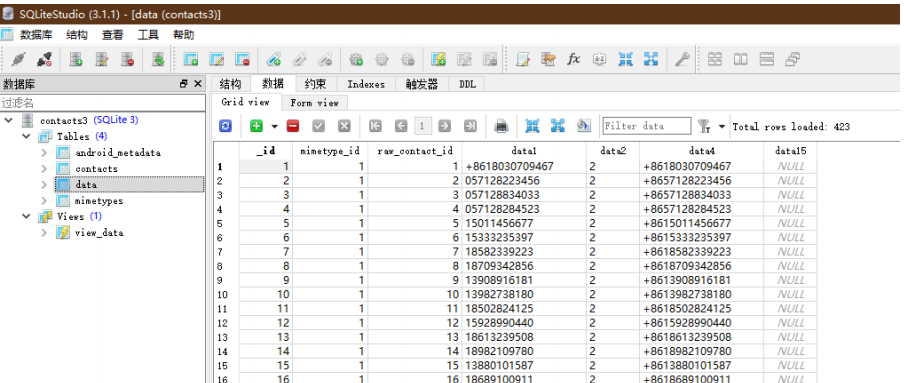 SQLiteStudio (3.1.1) - [data (contacts3)]
数据库 结构 查看 工具 帮助
数据库
过滤名
contacts3 (SQLite 3)
Tables (4)
android_metadata
contacts
data
mimetypes
Views (1)
view_data
结构 数据 约束 Indexes 触发器 DDL
Grid view Form view
1 Filter data Total rows loaded: 423
_id mimetype_id raw_contact_id data1 data2 data4 data15
1 1 1 1 +8618030709467 2 +8618030709467 NULL
2 2 1 2 057128223456 2 +8657128223456 NULL
3 3 1 3 057128834033 2 +8657128834033 NULL
4 4 1 4 057128284523 2 +8657128284523 NULL
5 5 1 5 15011456677 2 +8615011456677 NULL
6 6 1 6 15333235397 2 +8615333235397 NULL
7 7 1 7 18582339223 2 +8618582339223 NULL
8 8 1 8 18709342856 2 +8618709342856 NULL
9 9 1 9 13908916181 2 +8613908916181 NULL
10 10 1 10 13982738180 2 +8613982738180 NULL
11 11 1 11 18502824125 2 +8618502824125 NULL
12 12 1 12 15928990440 2 +8615928990440 NULL
13 13 1 13 18613239508 2 +8618613239508 NULL
14 14 1 14 18982109780 2 +8618982109780 NULL
15 15 1 15 13880101587 2 +8613880101587 NULL
16 16 1 16 18689100911 2 +8618689100911 NULL